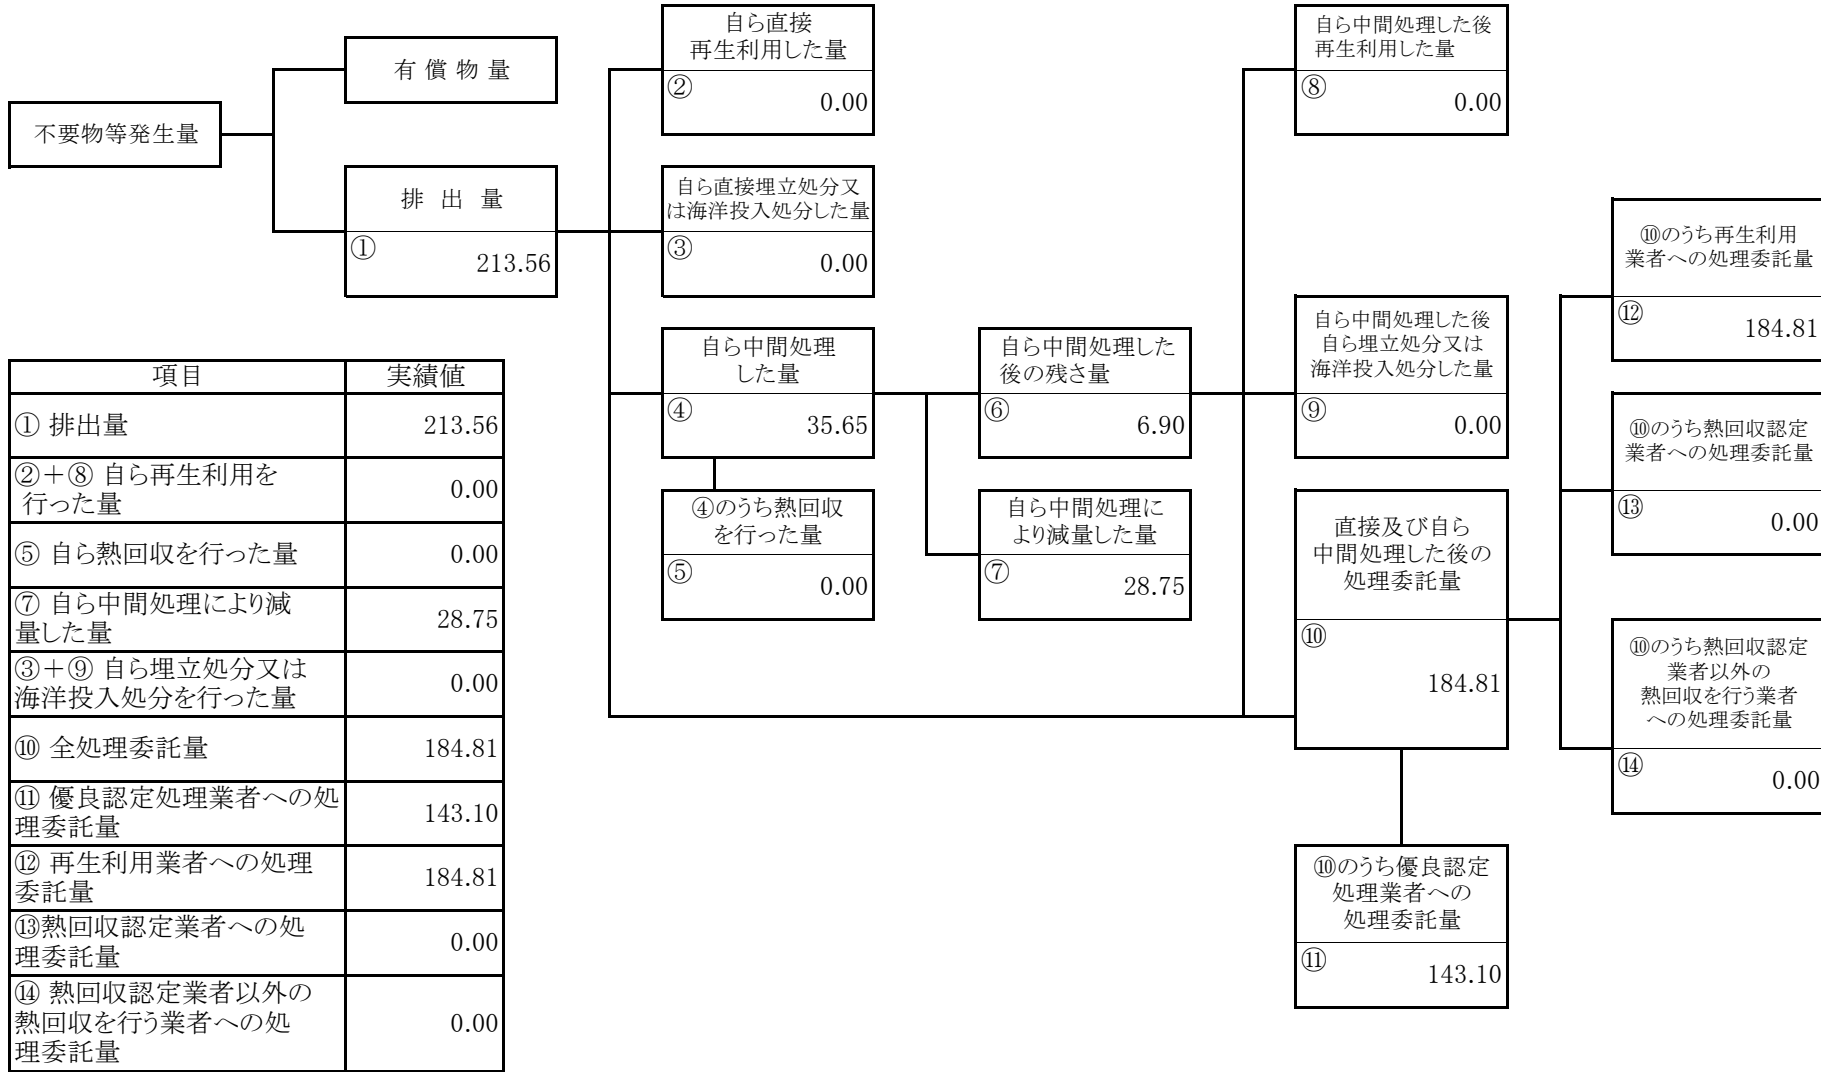 不要物等発生量
有償物量
排出量
①
213.56
自ら直接
再生利用した量
②
0.00
自ら直接埋立処分又
は海洋投入処分した量
③
0.00
自ら中間処理
した量
④
35.65
④のうち熱回収
を行った量
⑤
0.00
自ら中間処理した
後の残さ量
⑥
6.90
自ら中間処理に
より減量した量
⑦
28.75
自ら中間処理した後
再生利用した量
⑧
0.00
自ら中間処理した後
自ら埋立処分又は
海洋投入処分した量
⑨
0.00
直接及び自ら
中間処理した後の
処理委託量
⑩
184.81
⑩のうち優良認定
処理業者への
処理委託量
⑪
143.10
⑩のうち再生利用
業者への処理委託量
⑫
184.81
⑩のうち熱回収認定
業者への処理委託量
⑬
0.00
⑩のうち熱回収認定
業者以外の
熱回収を行う業者
への処理委託量
⑭
0.00
項目 実績値
① 排出量 213.56
②＋⑧ 自ら再生利用を
行った量 0.00
⑤ 自ら熱回収を行った量 0.00
⑦ 自ら中間処理により減
量した量 28.75
③＋⑨ 自ら埋立処分又は
海洋投入処分を行った量 0.00
⑩ 全処理委託量 184.81
⑪ 優良認定処理業者への処
理委託量 143.10
⑫ 再生利用業者への処理
委託量 184.81
⑬熱回収認定業者への処
理委託量 0.00
⑭ 熱回収認定業者以外の
熱回収を行う業者への処
理委託量 0.00